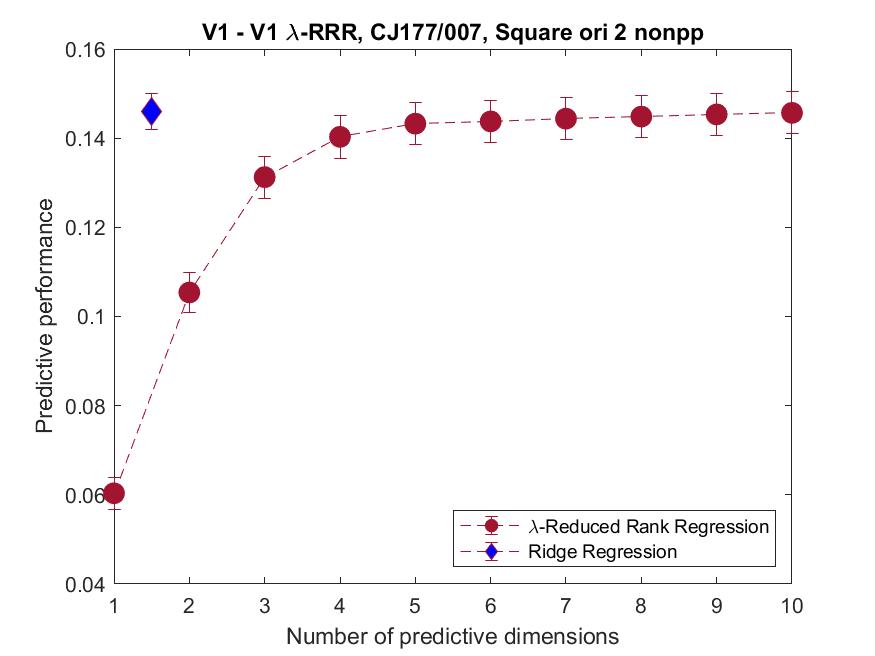 V1 - V1 λ-RRR, CJ177/007, Square ori 2 nonpp
0.16
0.14
0.12
0.1
0.08
0.06
0.04
Predictive performance
1 2 3 4 5 6 7 8 9 10
Number of predictive dimensions
λ-Reduced Rank Regression
Ridge Regression